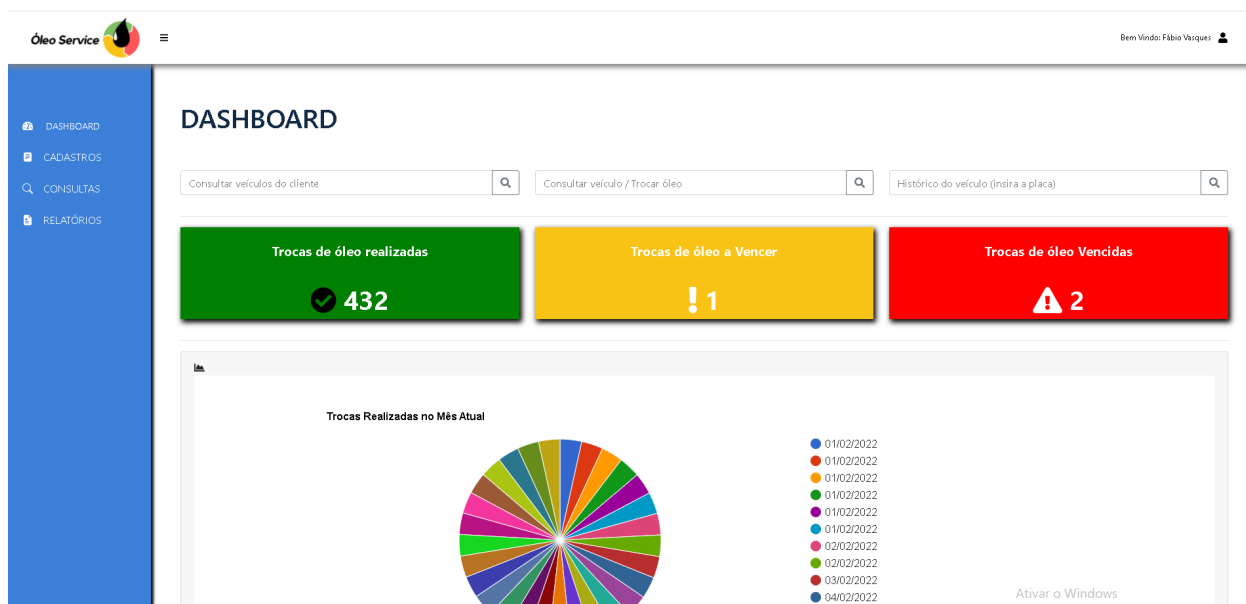 Óleo Service
Bem Vindo: Fábio Vasques
DASHBOARD
CADASTROS
CONSULTAS
RELATÓRIOS
DASHBOARD
Consultar veículos do cliente
Consultar veículo / Trocar óleo
Histórico do veículo (insira a placa)
Trocas de óleo realizadas
432
Trocas de óleo a Vencer
1
Trocas de óleo Vencidas
2
Trocas Realizadas no Mês Atual
01/02/2022
01/02/2022
01/02/2022
01/02/2022
01/02/2022
01/02/2022
02/02/2022
02/02/2022
03/02/2022
04/02/2022
Ativar o Windows